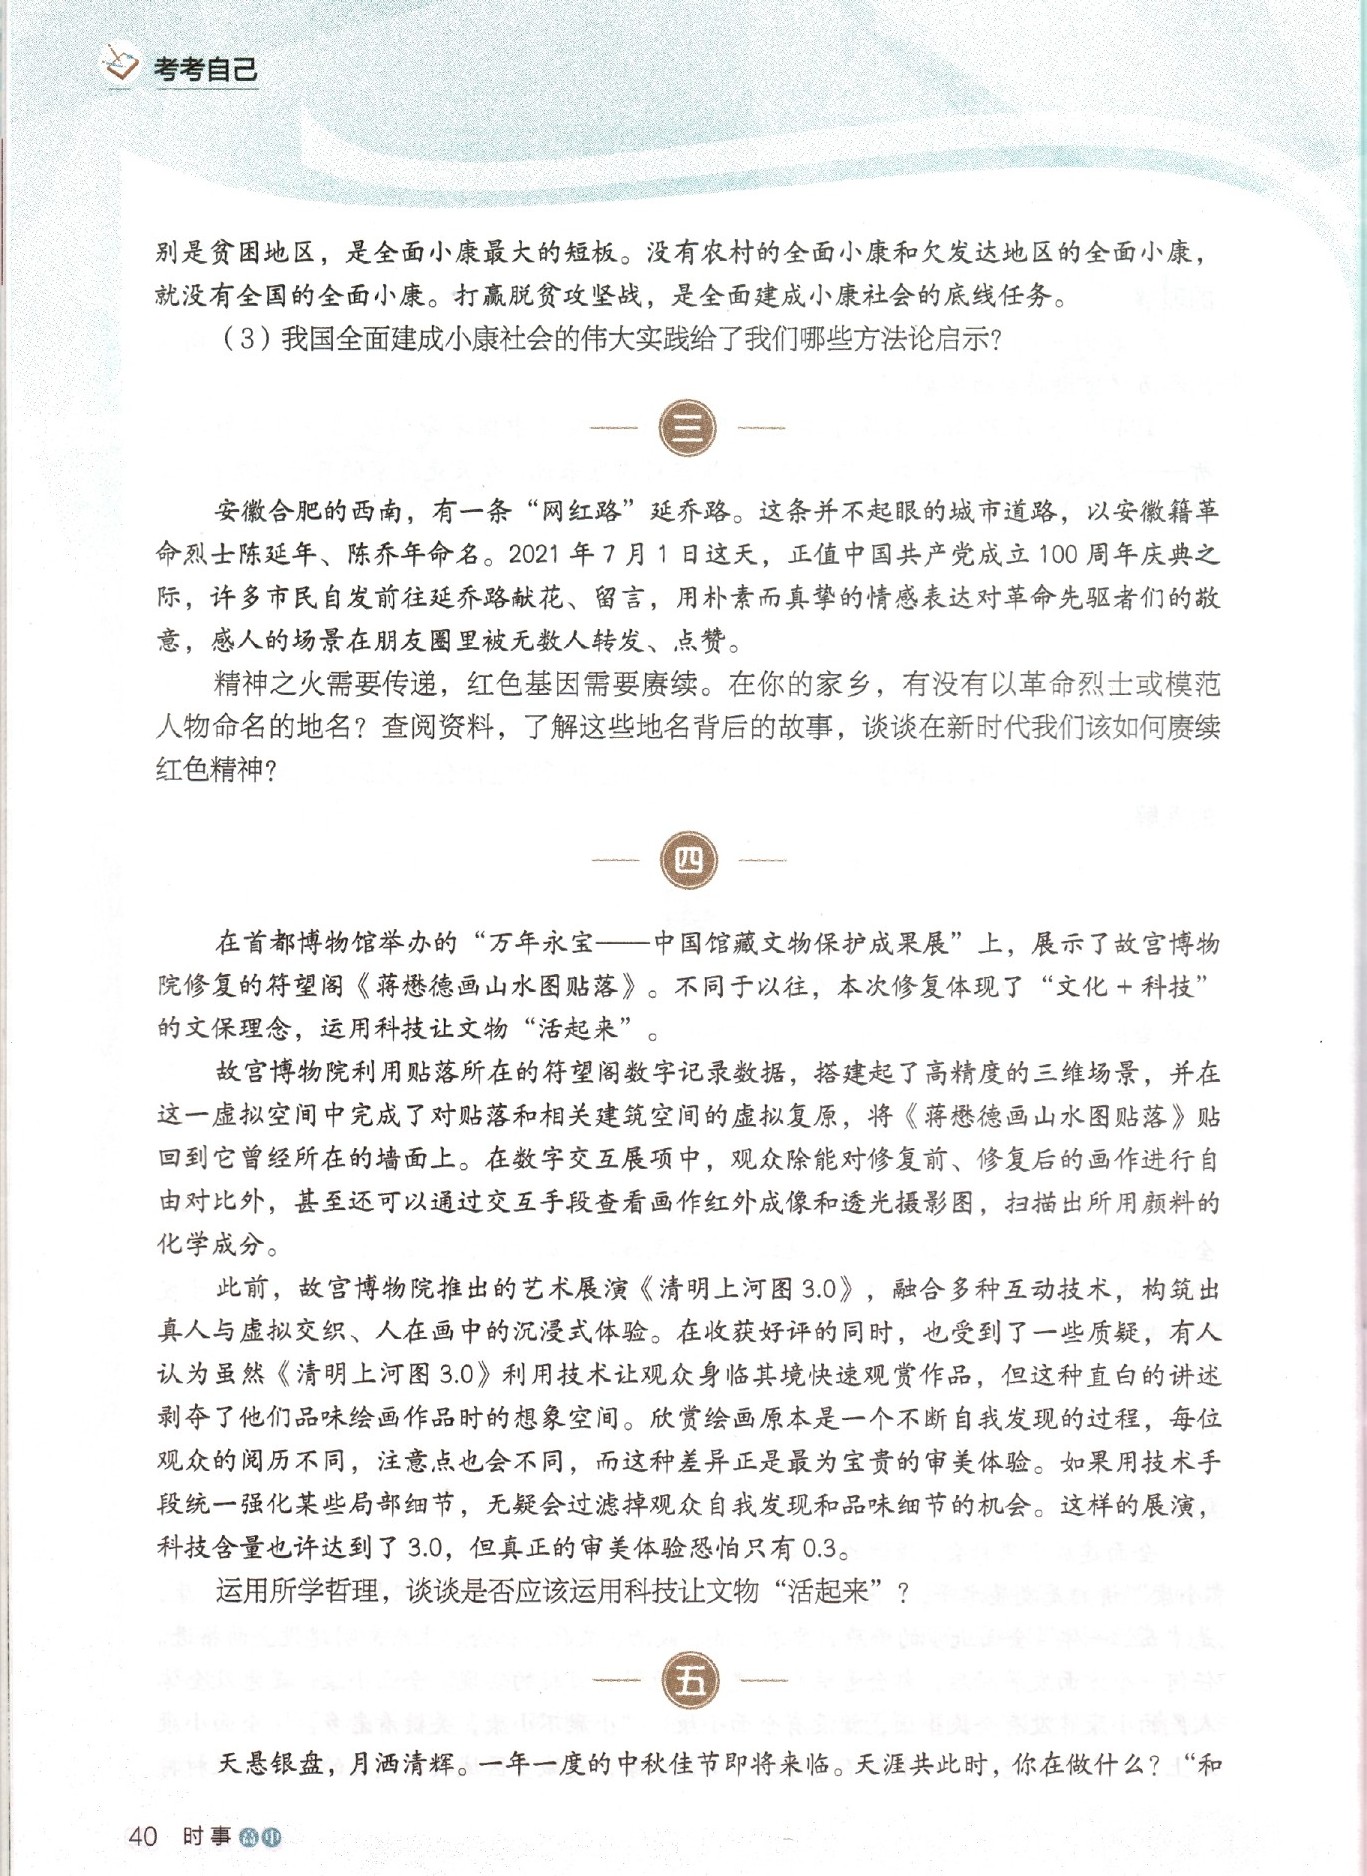 考考自己
别是贫困地区，是全面小康最大的短板。没有农村的全面小康和欠发达地区的全面小康，
就没有全国的全面小康。打赢脱贫攻坚战，是全面建成小康社会的底线任务。
（3）我国全面建成小康社会的伟大实践给了我们哪些方法论启示？
三
安徽合肥的西南，有一条“网红路”延乔路。这条并不起眼的城市道路，以安徽籍革
命烈士陈延年、陈乔年命名。2021年7月1日这天，正值中国共产党成立100周年庆典之
际，许多市民自发前往延乔路献花、留言，用朴素而真挚的情感表达对革命先驱者们的敬
意，感人的场景在朋友圈里被无数人转发、点赞。
精神之火需要传递，红色基因需要赓续。在你的家乡，有没有以革命烈士或模范
人物命名的地名？查阅资料，了解这些地名背后的故事，谈谈在新时代我们该如何赓续
红色精神？
四
在首都博物馆举办的“万年永宝——中国馆藏文物保护成果展”上，展示了故宫博物
院修复的符望阁《蒋懋德画山水图贴落》。不同于以往，本次修复体现了“文化+科技”
的文保理念，运用科技让文物“活起来”。
故宫博物院利用贴落所在的符望阁数字记录数据，搭建起了高精度的三维场景，并在
这一虚拟空间中完成了对贴落和相关建筑空间的虚拟复原，将《蒋懋德画山水图贴落》贴
回到它曾经所在的墙面上。在数字交互展项中，观众除能对修复前、修复后的画作进行自
由对比外，甚至还可以通过交互手段查看画作红外成像和透光摄影图，扫描出所用颜料的
化学成分。
此前，故宫博物院推出的艺术展演《清明上河图3.0》，融合多种互动技术，构筑出
真人与虚拟交织、人在画中的沉浸式体验。在收获好评的同时，也受到了一些质疑，有人
认为虽然《清明上河图3.0》利用技术让观众身临其境快速观赏作品，但这种直白的讲述
剥夺了他们品味绘画作品时的想象空间。欣赏绘画原本是一个不断自我发现的过程，每位
观众的阅历不同，注意点也会不同，而这种差异正是最为宝贵的审美体验。如果用技术手
段统一强化某些局部细节，无疑会过滤掉观众自我发现和品味细节的机会。这样的展演，
科技含量也许达到了3.0，但真正的审美体验恐怕只有0.3。
运用所学哲理，谈谈是否应该运用科技让文物“活起来”？
五
天悬银盘，月洒清辉。一年一度的中秋佳节即将来临。天涯共此时，你在做什么？“和
40 时事高中